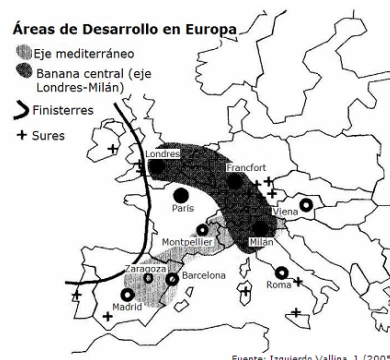 Áreas de Desarrollo en Europa
Eje mediterráneo
Banana central (eje
Londres-Milán)
Finisterres
Sures
Londres
Francfort
París
Viena
Montpellier
Milán
Zaragoza
Barcelona
Roma
Madrid
Fuente: Izquierdo Vallina, J (2005